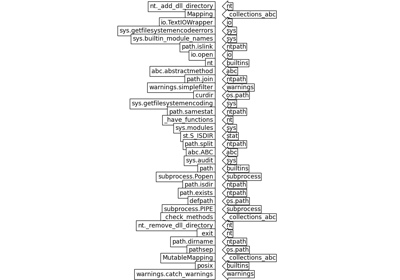 nt._add_dll_directory nt
Mapping _collections_abc
io.TextIOWrapper io
sys.getfilesystemencodeerrors sys
sys.builtin_module_names sys
path.islink ntpath
io.open io
nt builtins
abc.abstractmethod abc
path.join ntpath
warnings.simplefilter warnings
curdir os.path
sys.getfilesystemencoding sys
path.samestat ntpath
_have_functions nt
sys.modules sys
st.S_ISDIR stat
path.split ntpath
abc.ABC abc
sys.audit sys
path builtins
subprocess.Popen subprocess
path.isdir ntpath
path.exists ntpath
defpath os.path
subprocess.PIPE subprocess
_check_methods _collections_abc
nt._remove_dll_directory nt
_exit nt
path.dirname ntpath
pathsep os.path
MutableMapping _collections_abc
posix builtins
warnings.catch_warnings warnings